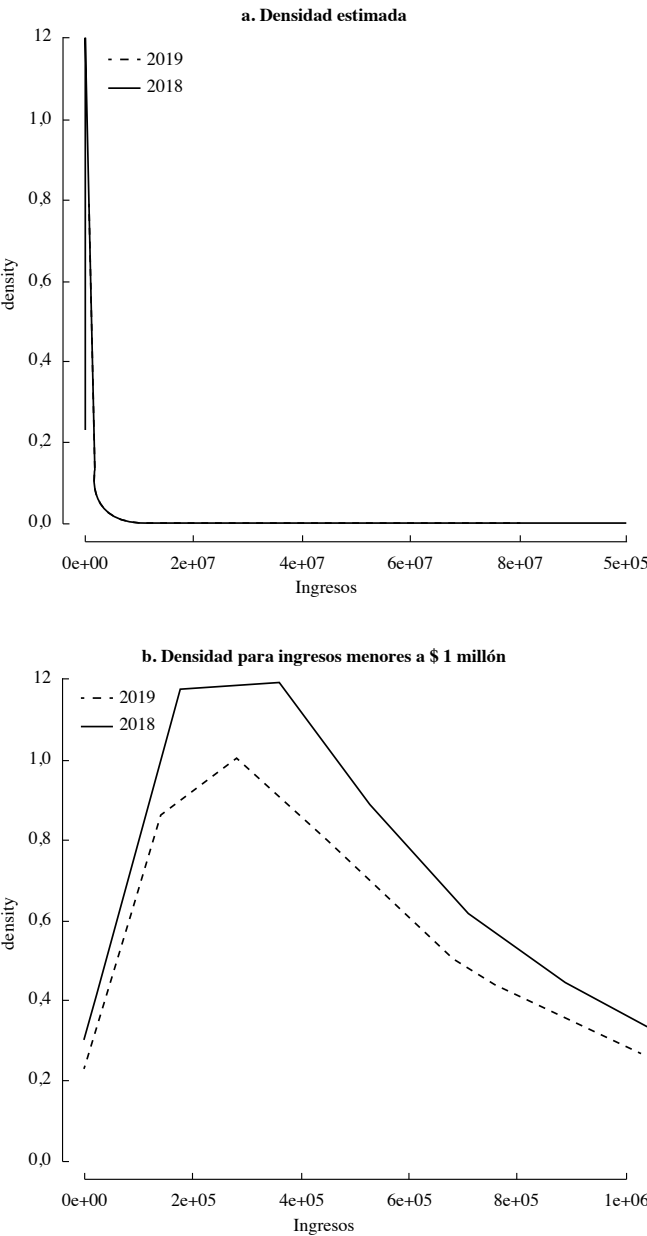 a. Densidad estimada
12
1,0
0,8
0,6
0,4
0,2
0,0
density
2019
2018
0e+00 2e+07 4e+07 6e+07 8e+07 5e+05
Ingresos
b. Densidad para ingresos menores a $ 1 millón
12
1,0
0,8
0,6
0,4
0,2
0,0
density
2019
2018
0e+00 2e+05 4e+05 6e+05 8e+05 1e+06
Ingresos